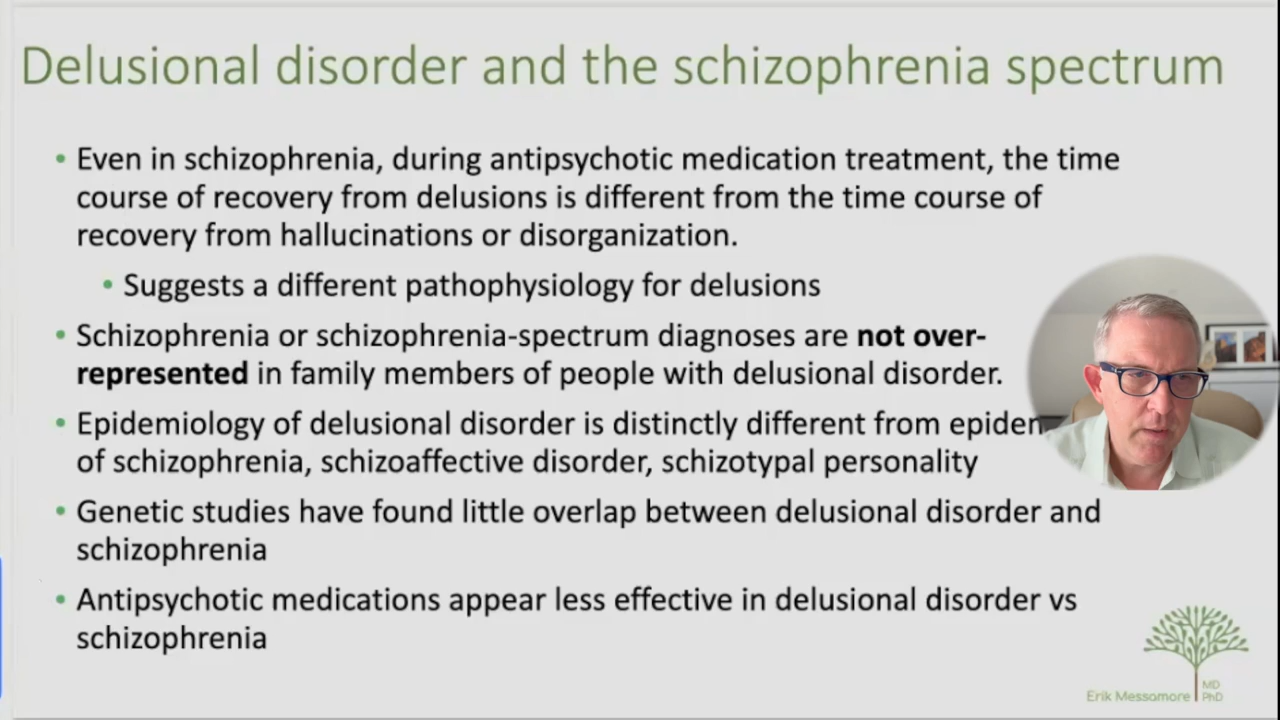 Delusional disorder and the schizophrenia spectrum
• Even in schizophrenia, during antipsychotic medication treatment, the time
course of recovery from delusions is different from the time course of
recovery from hallucinations or disorganization.
• Suggests a different pathophysiology for delusions
• Schizophrenia or schizophrenia-spectrum diagnoses are not over-
represented in family members of people with delusional disorder.
• Epidemiology of delusional disorder is distinctly different from epiden
of schizophrenia, schizoaffective disorder, schizotypal personality
• Genetic studies have found little overlap between delusional disorder and
schizophrenia
• Antipsychotic medications appear less effective in delusional disorder vs
schizophrenia
Erik Messamore MD PhD